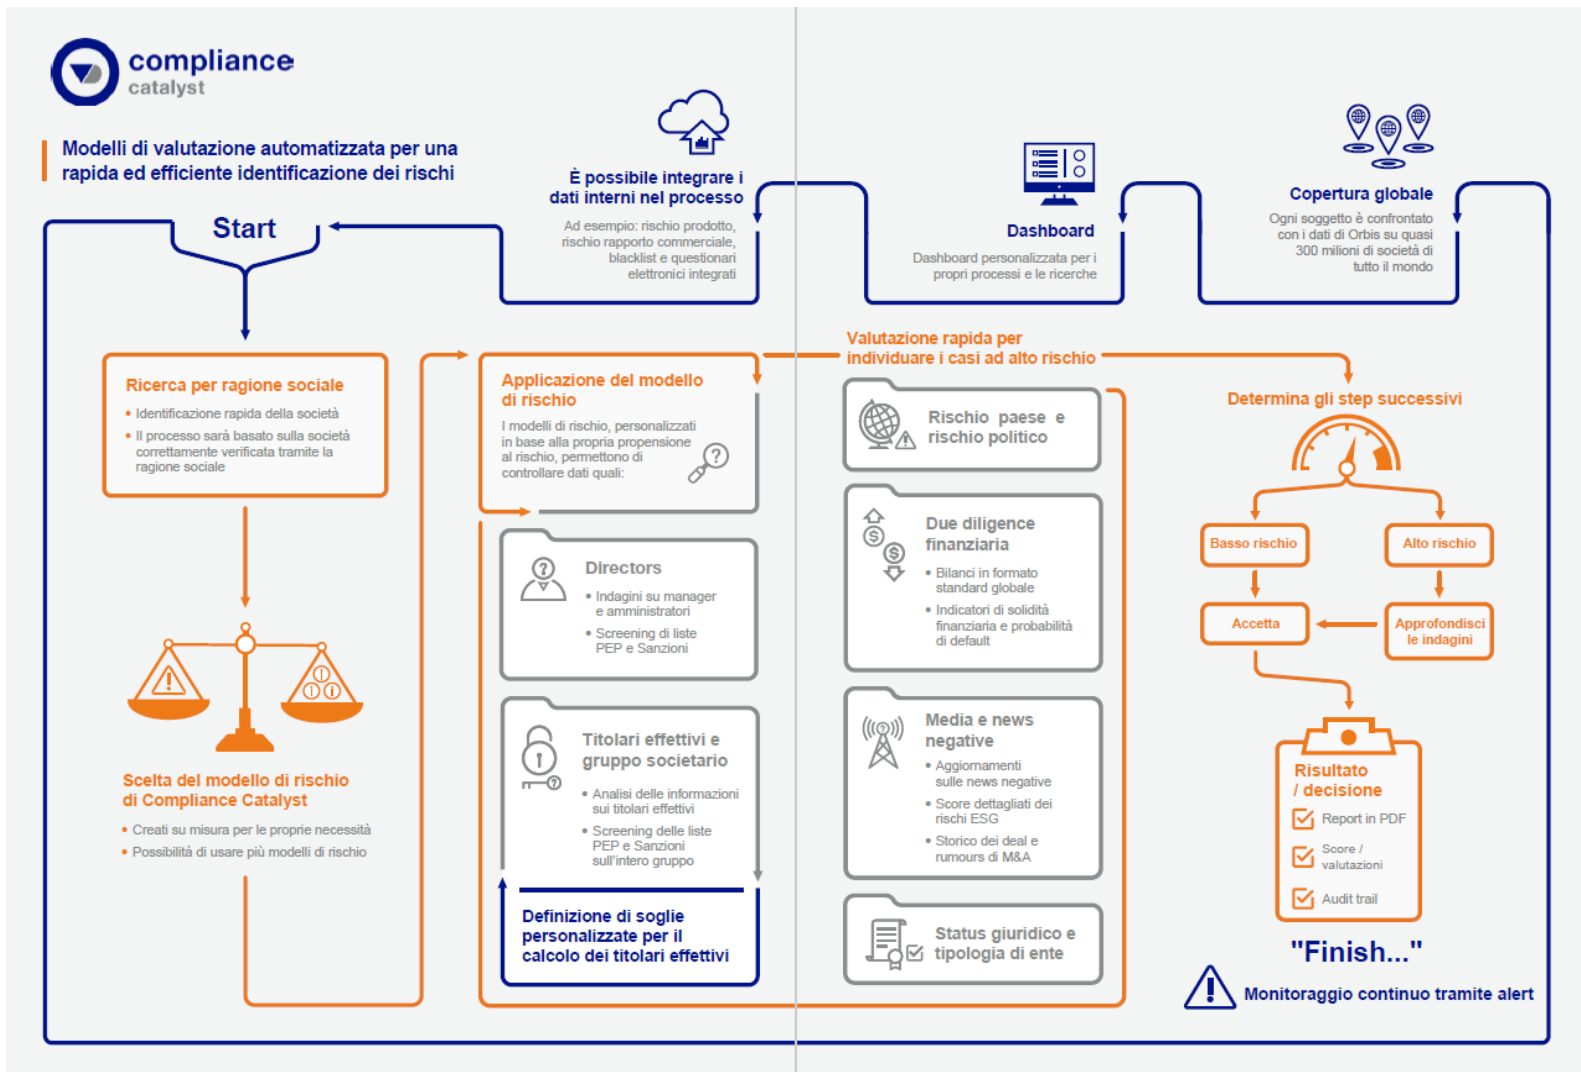 compliance
catalyst
Modelli di valutazione automatizzata per una
rapida ed efficiente identificazione dei rischi
Start
È possibile integrare i
dati interni nel processo
Ad esempio: rischio prodotto,
rischio rapporto commerciale,
blacklist e questionari
elettronici integrati
Dashboard
Dashboard personalizzata per i
propri processi e le ricerche
Copertura globale
Ogni soggetto è confrontato
con i dati di Orbis su quasi
300 milioni di società di
tutto il mondo
Ricerca per ragione sociale
• Identificazione rapida della società
• Il processo sarà basato sulla società
correttamente verificata tramite la
ragione sociale
Scelta del modello di rischio
di Compliance Catalyst
• Creati su misura per le proprie necessità
• Possibilità di usare più modelli di rischio
Applicazione del modello
di rischio
I modelli di rischio, personalizzati
in base alla propria propensione
al rischio, permettono di
controllare dati quali:
Directors
• Indagini su manager
e amministratori
• Screening di liste
PEP e Sanzioni
Titolari effettivi e
gruppo societario
• Analisi delle informazioni
sui titolari effettivi
• Screening delle liste
PEP e Sanzioni
sull'intero gruppo
Definizione di soglie
personalizzate per il
calcolo dei titolari effettivi
Valutazione rapida per
individuare i casi ad alto rischio
Rischio paese e
rischio politico
Due diligence
finanziaria
• Bilanci in formato
standard globale
• Indicatori di solidità
finanziaria e probabilità
di default
Media e news
negative
• Aggiornamenti
sulle news negative
• Score dettagliati dei
rischi ESG
• Storico dei deal e
rumours di M&A
Status giuridico e
tipologia di ente
Determina gli step successivi
Basso rischio
Alto rischio
Accetta
Approfondisci
le indagini
Risultato
/ decisione
Report in PDF
Score /
valutazioni
Audit trail
"Finish..."
Monitoraggio continuo tramite alert